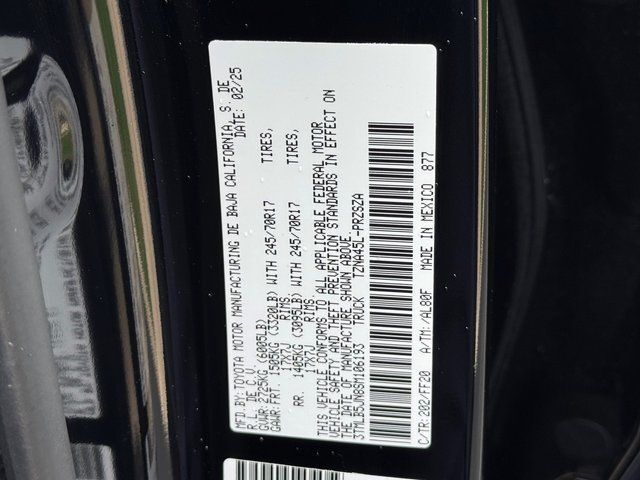 MFD.BY: TOYOTA MOTOR MANUFACTURING DE BAJA CALIFORNIA, S. DE
R.L. DE C.V. DATE: 02/25
GVWR: 2725KG (6005LB)
GAWR: FRT. 1505KG (3320LB) WITH 245/70R17 TIRES,
17X7J RIMS
RR. 1405KG (3095LB) WITH 245/70R17 TIRES,
17X7J RIMS
THIS VEHICLE CONFORMS TO ALL APPLICABLE FEDERAL MOTOR
VEHICLE SAFETY AND THEFT PREVENTION STANDARDS IN EFFECT ON
THE DATE OF MANUFACTURE SHOWN ABOVE.
3TMLB5JN8SM106193 TRUCK TZNA45L-PRZSZA
C/TR: 202/FF20 A/TM: /AL80F MADE IN MEXICO 877